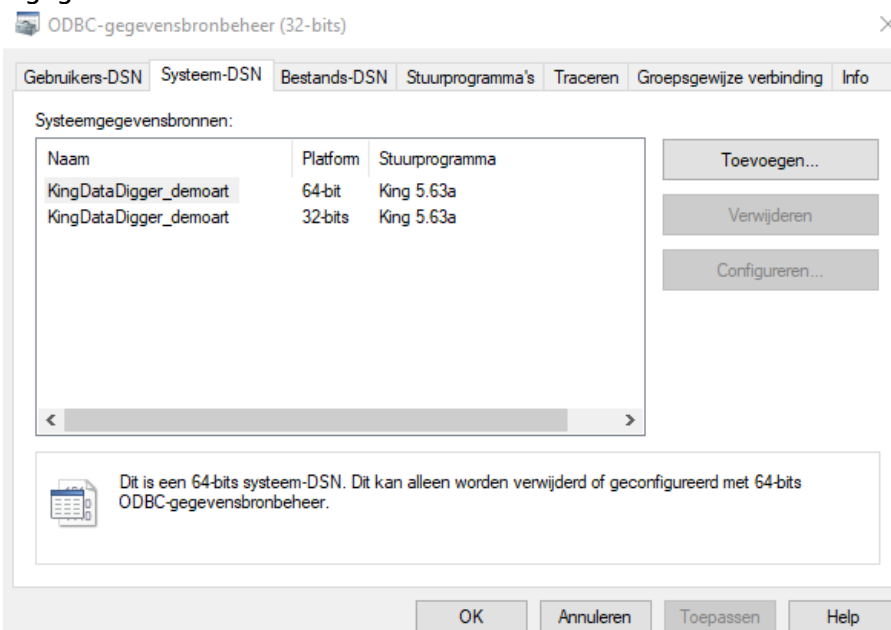 ODBC-gegevensbronbeheer (32-bits)
Gebruikers-DSN Systeem-DSN Bestands-DSN Stuurprogramma's Traceren Groepsgewijze verbinding Info
Systeemgegevensbronnen:
Naam Platform Stuurprogramma
KingDataDigger_demoart 64-bit King 5.63a
KingDataDigger_demoart 32-bits King 5.63a
Toevoegen...
Verwijderen
Configureren...
Dit is een 64-bits systeem-DSN. Dit kan alleen worden verwijderd of geconfigureerd met 64-bits
ODBC-gegevensbronbeheer.
OK Annuleren Toepassen Help